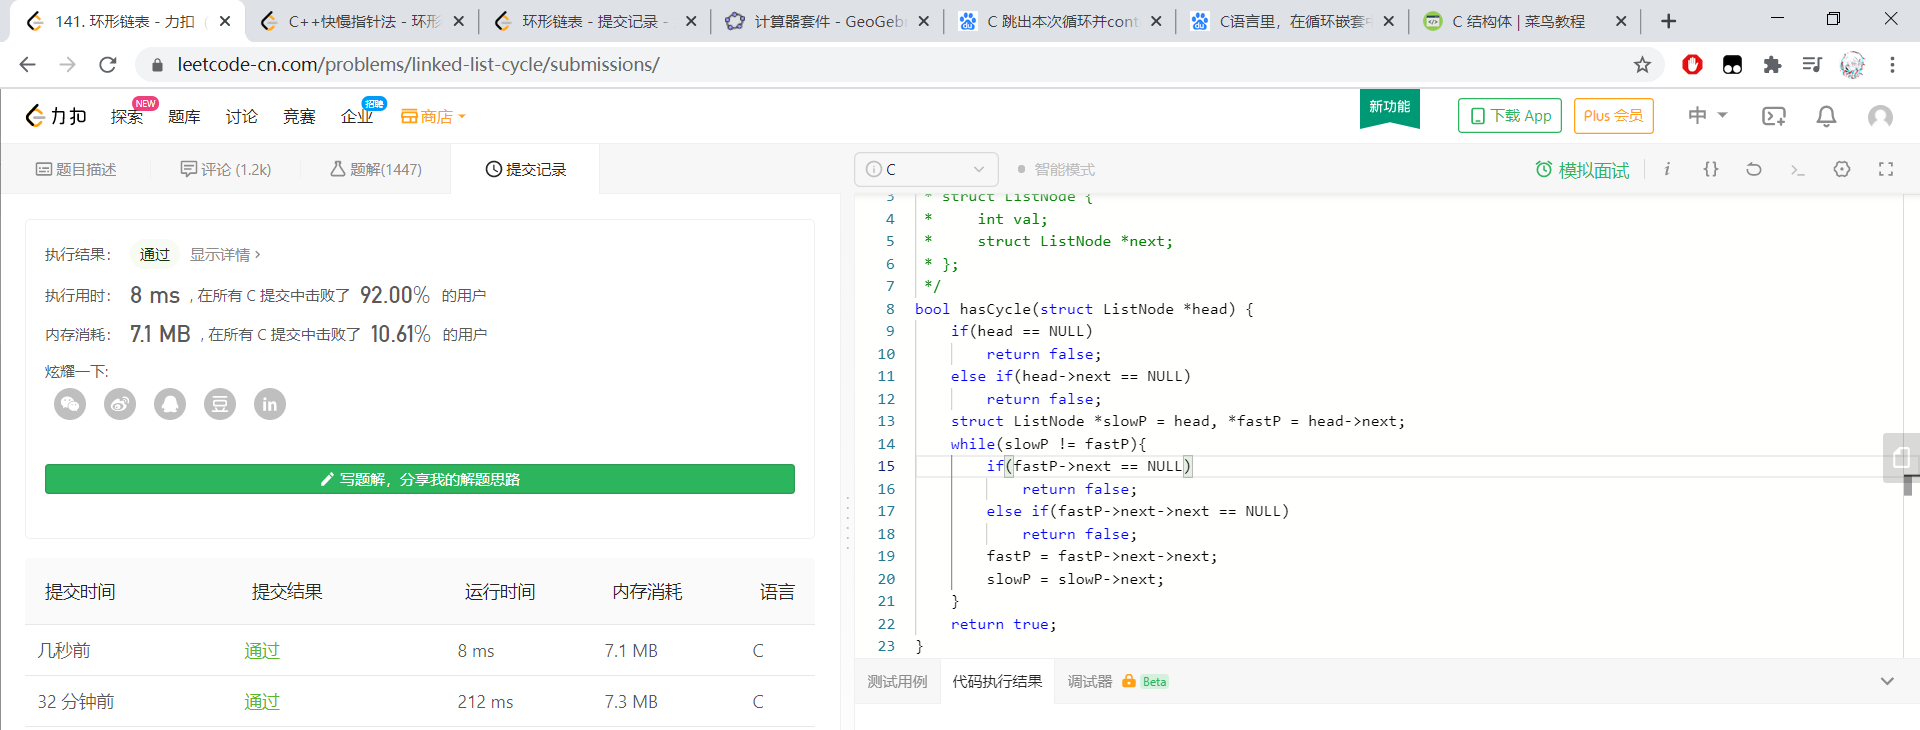 141. 环形链表 - 力扣
C++快慢指针法 - 环形
环形链表 - 提交记录 -
计算器套件 - GeoGeb
C 跳出本次循环并cont
C语言里，在循环嵌套
C 结构体 | 菜鸟教程
leetcode-cn.com/problems/linked-list-cycle/submissions/
力扣 探索 NEW 题库 讨论 竞赛 企业 招聘 商店 新功能 下载 App Plus 会员 中
题目描述 评论 (1.2k) 题解(1447) 提交记录
C 智能模式 模拟面试 i {}
执行结果： 通过 显示详情 ›
执行用时： 8 ms , 在所有 C 提交中击败了 92.00% 的用户
内存消耗： 7.1 MB , 在所有 C 提交中击败了 10.61% 的用户
炫耀一下:
豆 in
写题解，分享我的解题思路
提交时间 提交结果 运行时间 内存消耗 语言
几秒前 通过 8 ms 7.1 MB C
32 分钟前 通过 212 ms 7.3 MB C
3 * struct ListNode {
4 *     int val;
5 *     struct ListNode *next;
6 * };
7 */
8 bool hasCycle(struct ListNode *head) {
9     if(head == NULL)
10         return false;
11     else if(head->next == NULL)
12         return false;
13     struct ListNode *slowP = head, *fastP = head->next;
14     while(slowP != fastP){
15         if(fastP->next == NULL)
16             return false;
17         else if(fastP->next->next == NULL)
18             return false;
19         fastP = fastP->next->next;
20         slowP = slowP->next;
21     }
22     return true;
23 }
测试用例 代码执行结果 调试器 Beta